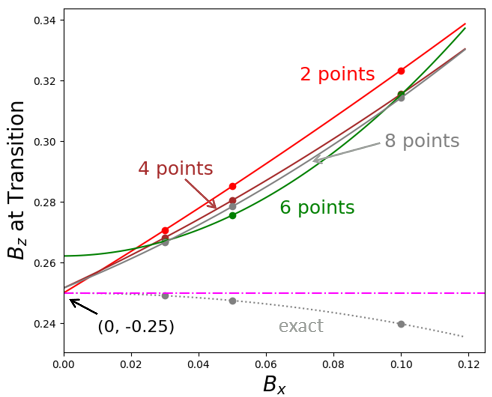 0.34
0.32
2 points
0.30
4 points
8 points
0.28
6 points
0.26
0.24
(0, -0.25)
exact
0.00 0.02 0.04 0.06 0.08 0.10 0.12
B_z at Transition
B_x